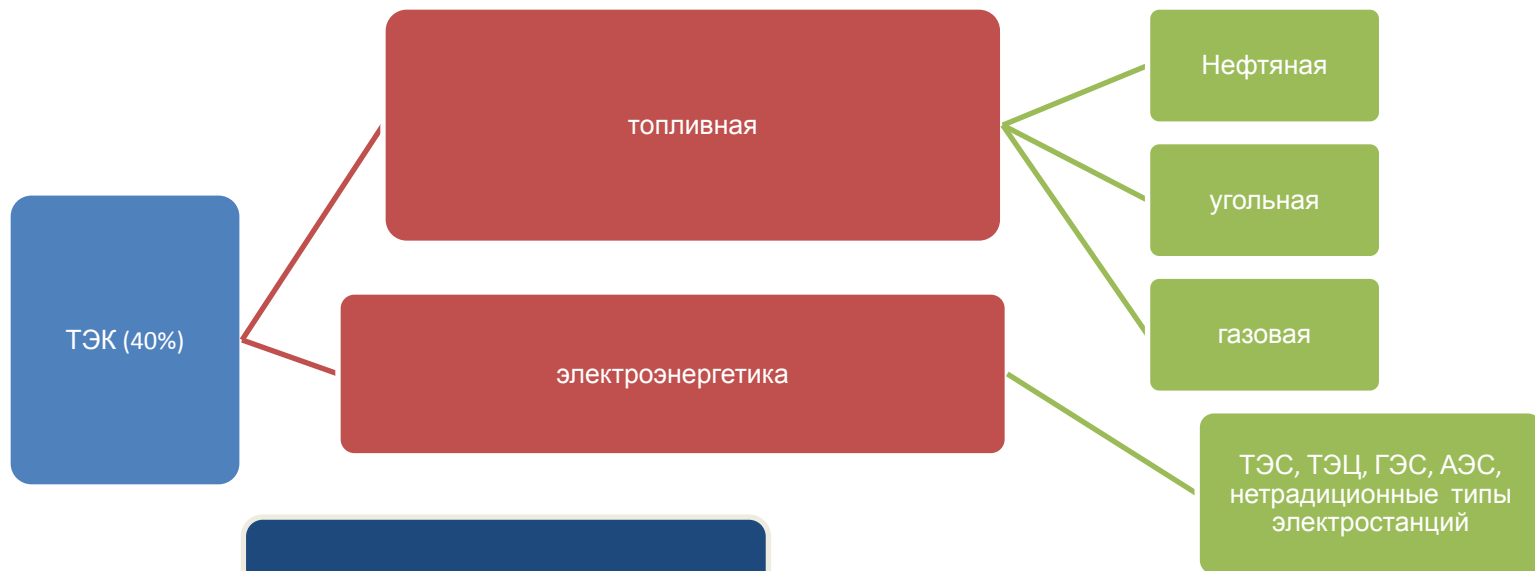 ТЭК (40%)
топливная
электроэнергетика
Нефтяная
угольная
газовая
ТЭС, ТЭЦ, ГЭС, АЭС,
нетрадиционные типы
электростанций